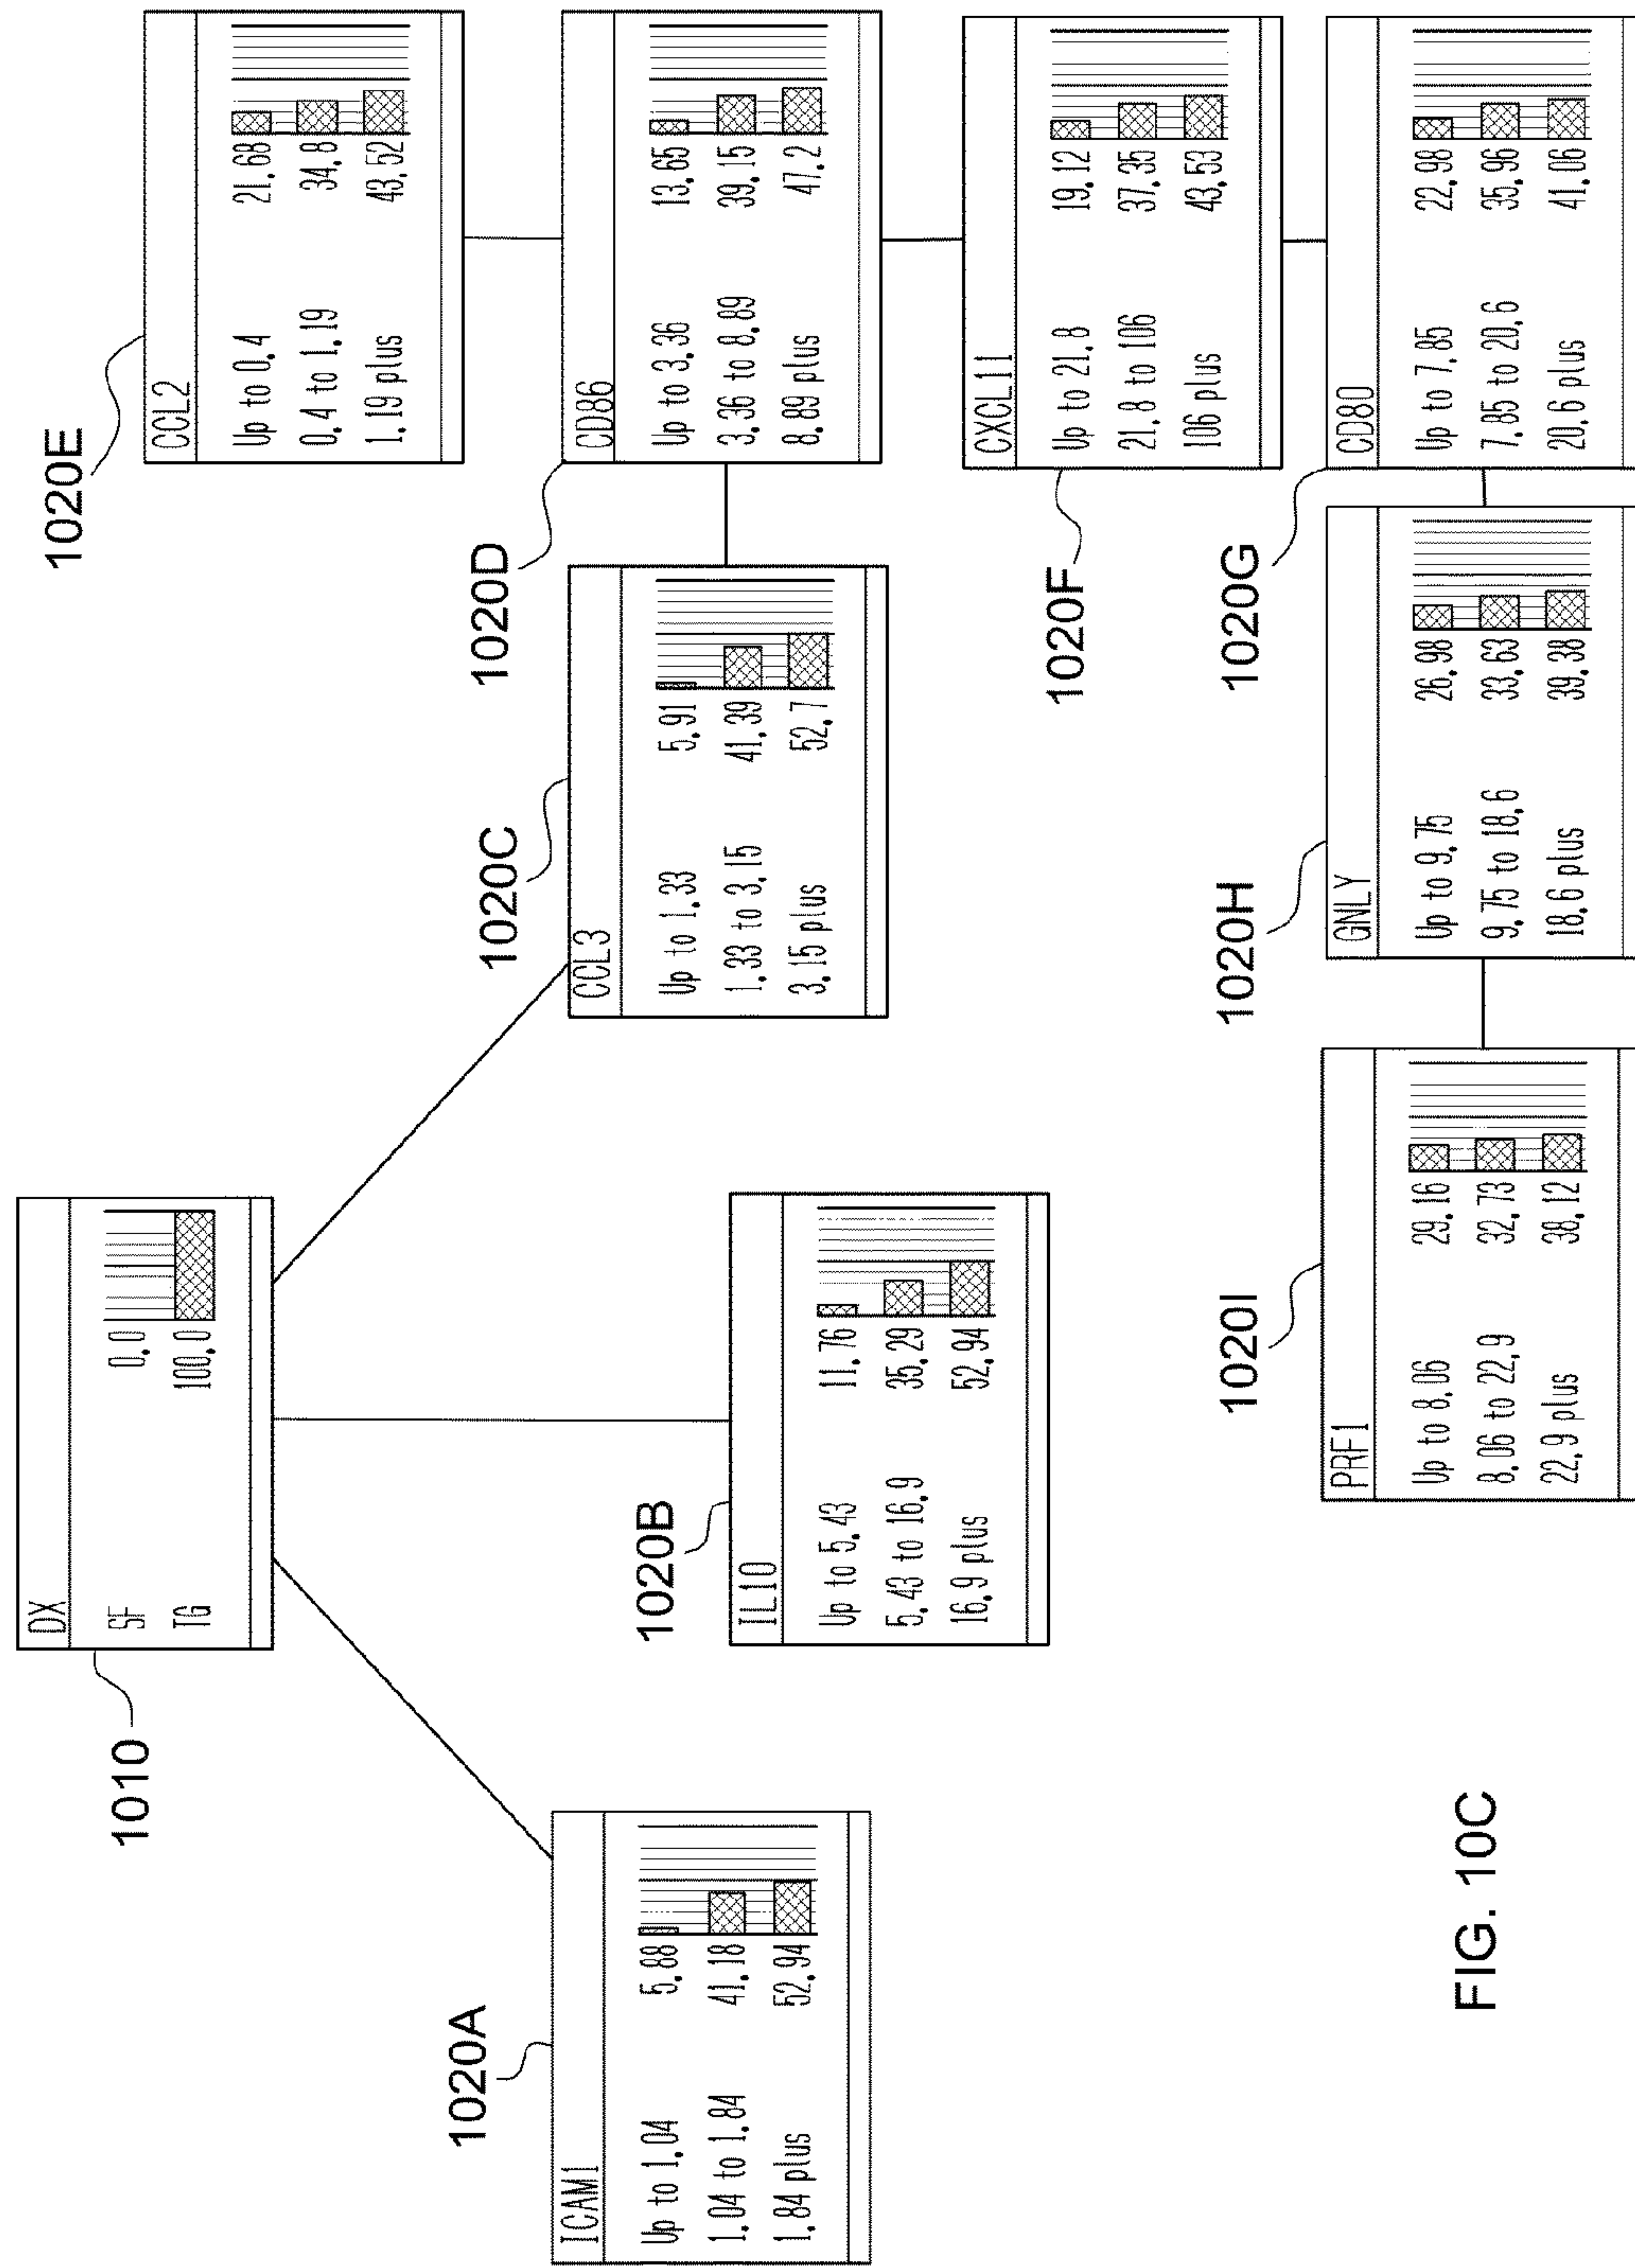 1010
DX
SF 0.0
TG 100.0
1020A
ICAM1
Up to 1.04 5.88
1.04 to 1.84 41.18
1.84 plus 52.94
1020B
IL10
Up to 5.43 11.76
5.43 to 16.9 35.29
16.9 plus 52.94
1020C
CCL3
Up to 1.33 5.91
1.33 to 3.15 41.39
3.15 plus 52.7
1020E
CCL2
Up to 0.4 21.68
0.4 to 1.19 34.8
1.19 plus 43.52
1020D
CD86
Up to 3.36 13.65
3.36 to 8.89 39.15
8.89 plus 47.2
1020F
CXCL11
Up to 21.8 19.12
21.8 to 106 37.35
106 plus 43.53
1020G
CD80
Up to 7.85 22.98
7.85 to 20.6 35.96
20.6 plus 41.06
1020H
GNLY
Up to 9.75 26.98
9.75 to 18.6 33.63
18.6 plus 39.38
1020I
PRF1
Up to 8.06 29.16
8.06 to 22.9 32.73
22.9 plus 38.12
FIG. 10C